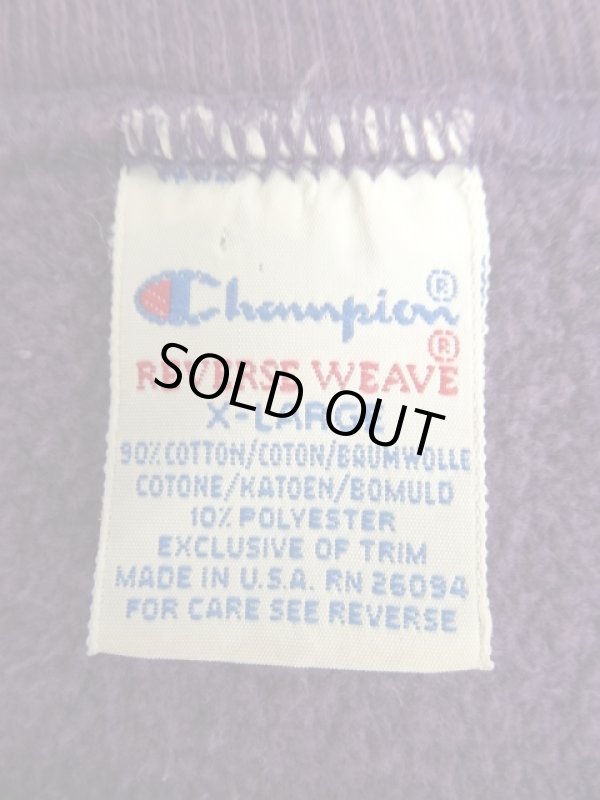 Champion®
REVERSE WEAVE®
X-LARGE
90% COTTON/COTON/BAUMWOLLE
COTONE/KATOEN/BOMULD
10% POLYESTER
EXCLUSIVE OF TRIM
MADE IN U.S.A. RN 26094
FOR CARE SEE REVERSE
SOLD OUT